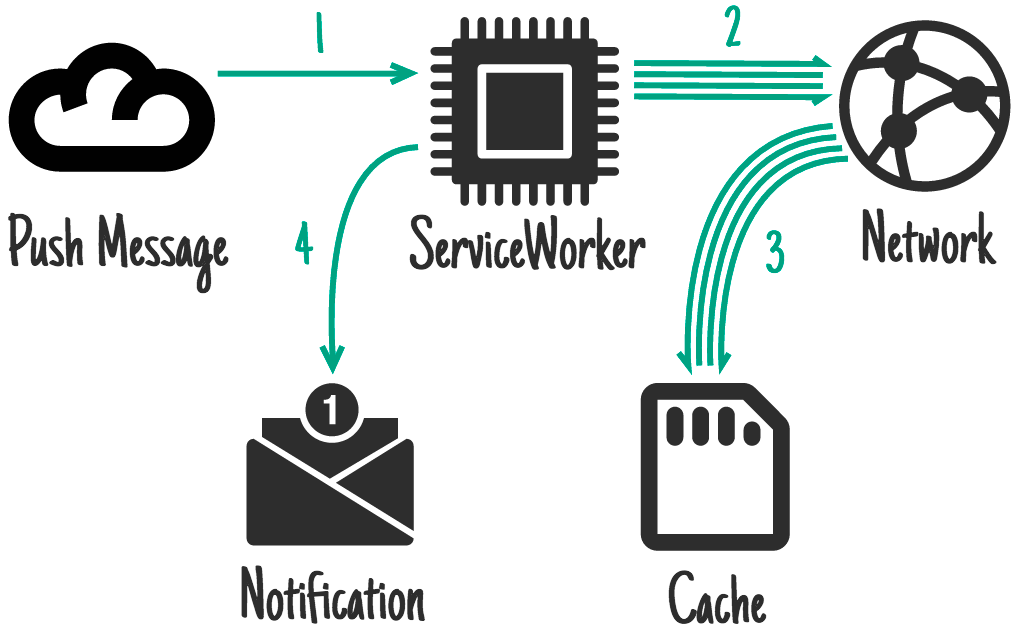 1
2
Push Message
4
ServiceWorker
3
Network
1
Notification
Cache